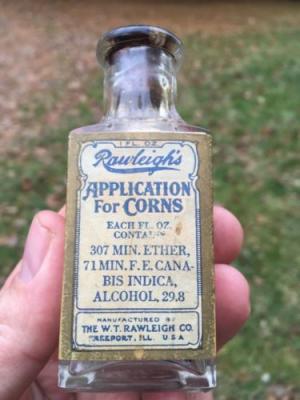 1 FL. OZ.
Rawleigh's
APPLICATION
For CORNS
EACH FL. OZ.
CONTAINS
307 MIN. ETHER,
71 MIN. F. E. CANA-
BIS INDICA,
ALCOHOL, 29.8
MANUFACTURED BY
THE W. T. RAWLEIGH CO.
FREEPORT, ILL. U.S.A